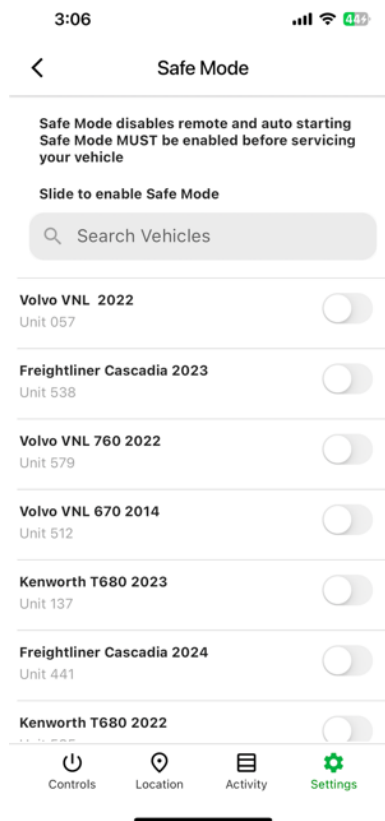 3:06
Safe Mode
Safe Mode disables remote and auto starting
Safe Mode MUST be enabled before servicing
your vehicle
Slide to enable Safe Mode
Search Vehicles
Volvo VNL  2022
Unit 057
Freightliner Cascadia 2023
Unit 538
Volvo VNL 760 2022
Unit 579
Volvo VNL 670 2014
Unit 512
Kenworth T680 2023
Unit 137
Freightliner Cascadia 2024
Unit 441
Kenworth T680 2022
Controls Location Activity Settings